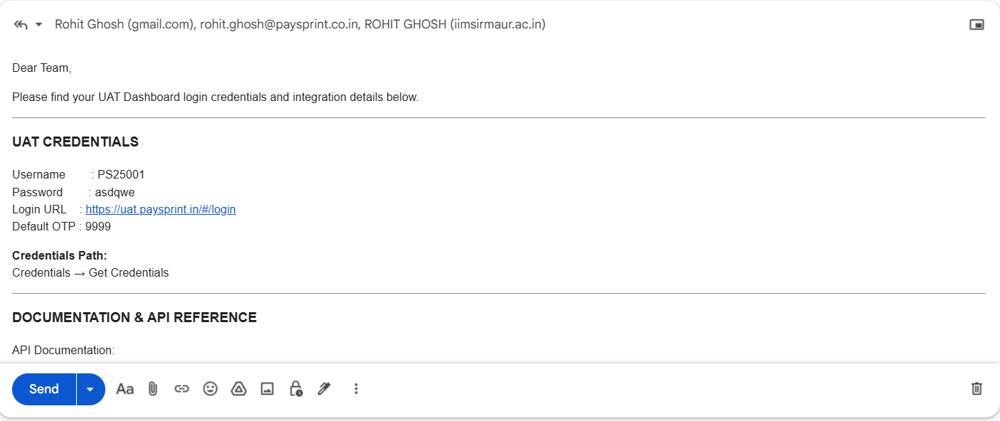 Rohit Ghosh (gmail.com), rohit.ghosh@paysprint.co.in, ROHIT GHOSH (iimsirmaur.ac.in)
Dear Team,
Please find your UAT Dashboard login credentials and integration details below.
UAT CREDENTIALS
Username : PS25001
Password : asdqwe
Login URL : https://uat.paysprint.in/#/login
Default OTP : 9999
Credentials Path:
Credentials → Get Credentials
DOCUMENTATION & API REFERENCE
API Documentation:
Send Aa